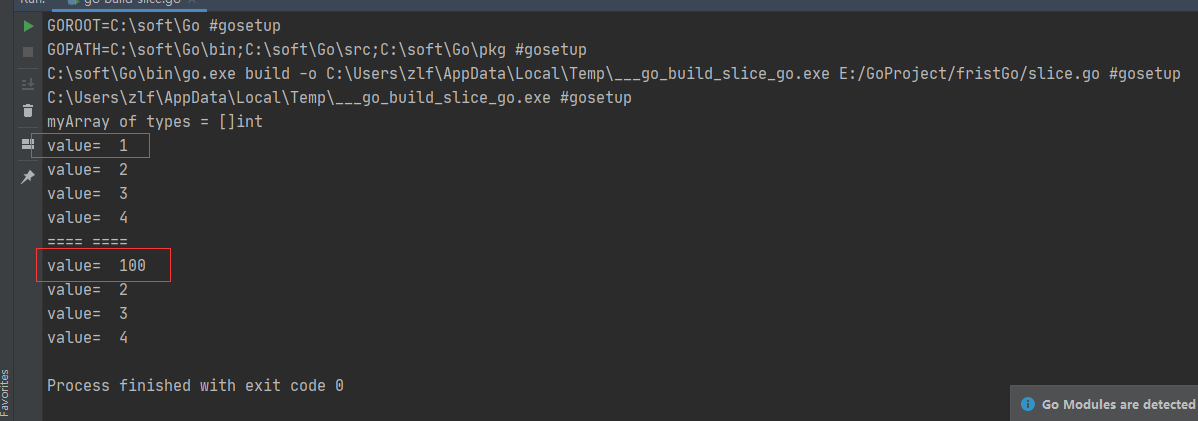 Run:
go build slice.go
GOROOT=C:\soft\Go #gosetup
GOPATH=C:\soft\Go\bin;C:\soft\Go\src;C:\soft\Go\pkg #gosetup
C:\soft\Go\bin\go.exe build -o C:\Users\zlf\AppData\Local\Temp\___go_build_slice_go.exe E:/GoProject/fristGo/slice.go #gosetup
C:\Users\zlf\AppData\Local\Temp\___go_build_slice_go.exe #gosetup
myArray of types = []int
value=  1
value=  2
value=  3
value=  4
==== ====
value=  100
value=  2
value=  3
value=  4
Process finished with exit code 0
Favorites
Go Modules are detected